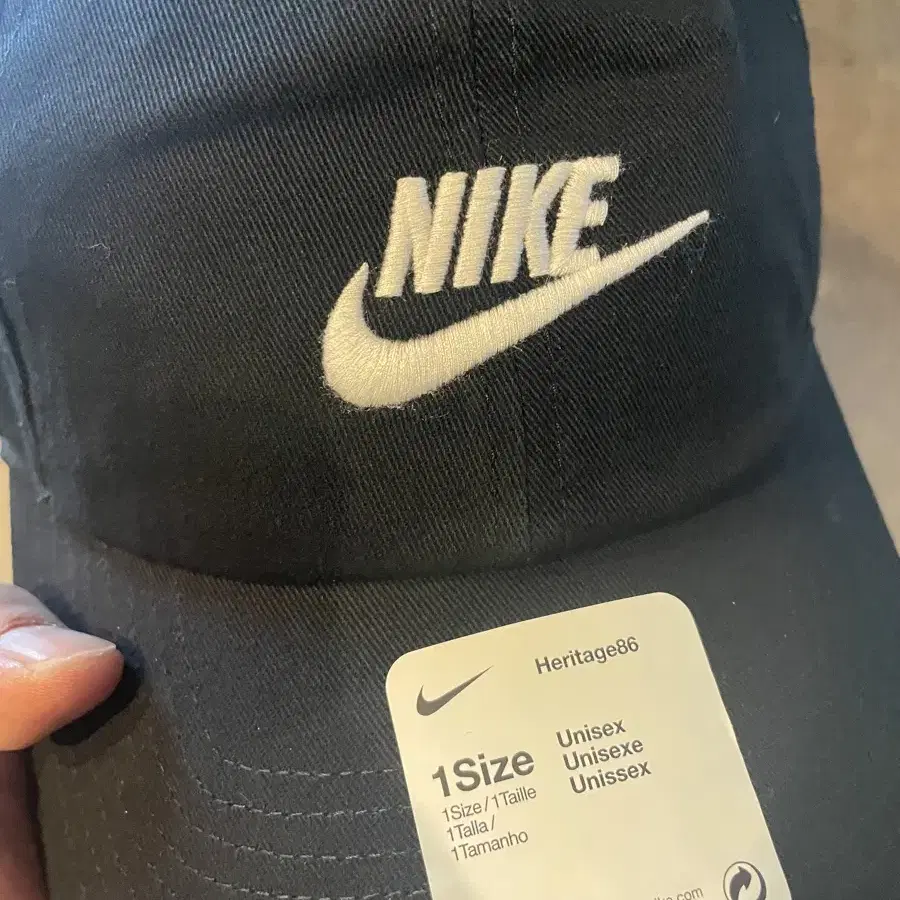 NIKE
Heritage86
1Size
1Size/1Taille
1Talla/
1Tamanho
Unisex
Unisexe
Unissex